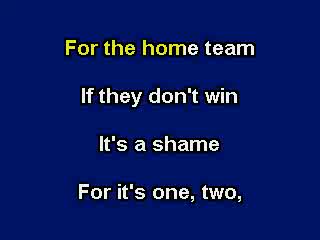 For the home team
If they don't win
It's a shame
For it's one, two,